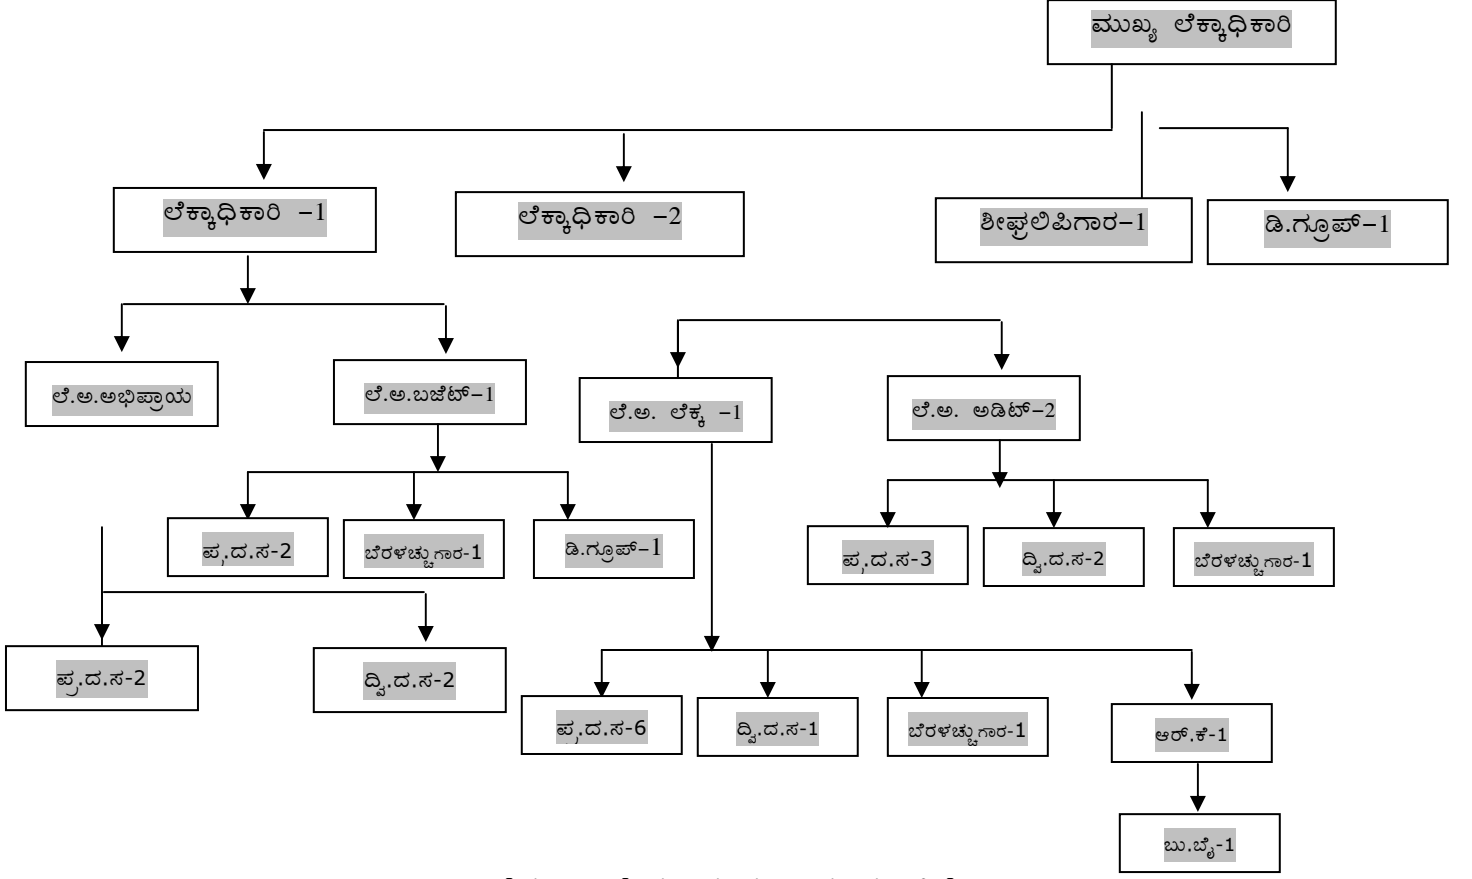 ಮುಖ್ಯ ಲೆಕ್ಕಾಧಿಕಾರಿ
ಲೆಕ್ಕಾಧಿಕಾರಿ –1
ಲೆಕ್ಕಾಧಿಕಾರಿ –2
ಶೀಘ್ರಲಿಪಿಗಾರ–1
ಡಿ.ಗ್ರೂಪ್–1
ಲೆ.ಅ.ಅಭಿಪ್ರಾಯ
ಲೆ.ಅ.ಬಜೆಟ್–1
ಲೆ.ಅ. ಲೆಕ್ಕ –1
ಲೆ.ಅ. ಅಡಿಟ್–2
ಪ್ರ.ದ.ಸ-2
ಬೆರಳಚ್ಚುಗಾರ-1
ಡಿ.ಗ್ರೂಪ್–1
ಪ್ರ.ದ.ಸ-3
ದ್ವಿ.ದ.ಸ-2
ಬೆರಳಚ್ಚುಗಾರ-1
ಪ್ರ.ದ.ಸ-2
ದ್ವಿ.ದ.ಸ-2
ಪ್ರ.ದ.ಸ-6
ದ್ವಿ.ದ.ಸ-1
ಬೆರಳಚ್ಚುಗಾರ-1
ಆರ್.ಕೆ-1
ಬು.ಬೈ-1